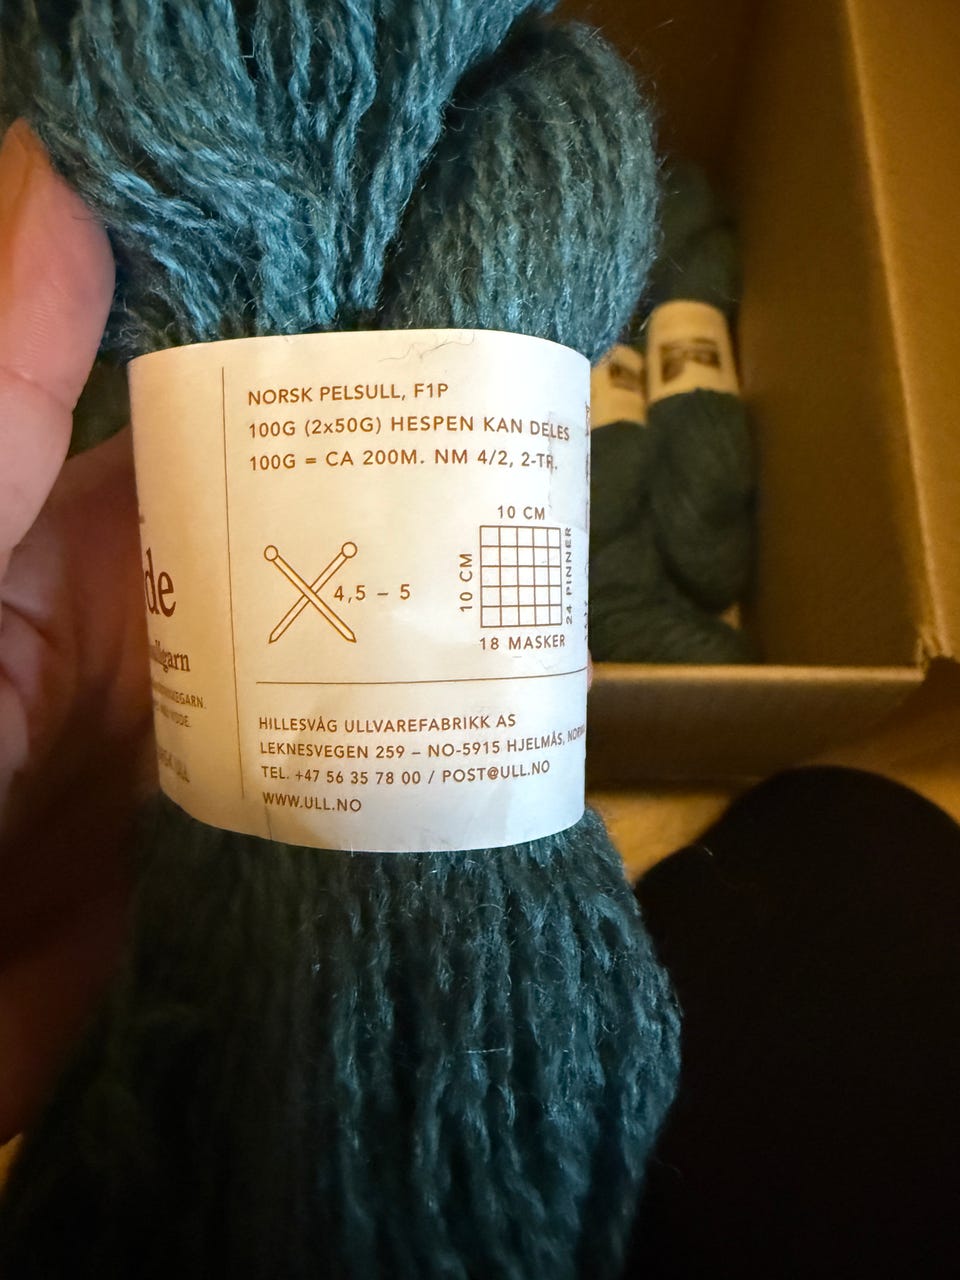 NORSK PELSULL, F1P
100G (2x50G) HESPEN KAN DELES
100G = CA 200M. NM 4/2, 2-TR.
10 CM
10 CM
24 PINNER
4,5 – 5
18 MASKER
HILLESVÅG ULLVAREFABRIKK AS
LEKNESVEGEN 259 – NO-5915 HJELMÅS,
TEL. +47 56 35 78 00 / POST@ULL.NO
WWW.ULL.NO
de